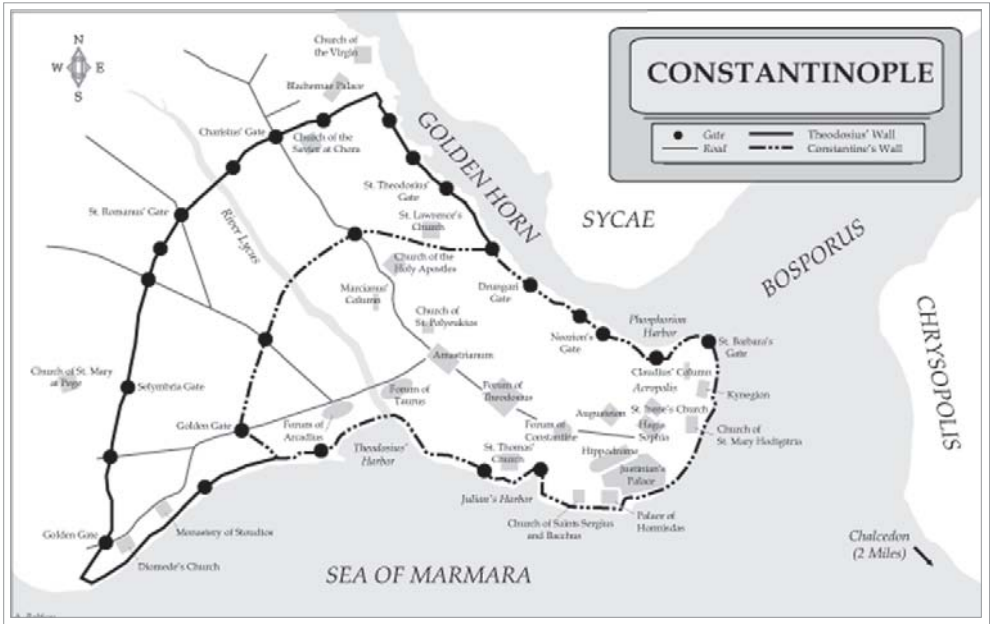 N
W E
S
CONSTANTINOPLE
Gate
Theodosius' Wall
Road
Constantine's Wall
Church of
the Virgin
Blachernae Palace
Charisius' Gate
Church of the
Savior at Chora
GOLDEN HORN
St. Theodosius'
Gate
St. Romanus' Gate
St. Lawrence's
Church
SYCAE
River Lycus
BOSPORUS
Church of the
Holy Apostles
Drungari
Gate
Marcianus'
Column
Church of
St. Polyeuktus
Phosphorion
Harbor
Neorion's
Gate
St. Barbara's
Gate
CHRYSOPOLIS
Amastrianum
Claudius' Column
Acropolis
Kynegion
Church of St. Mary
at Pege
Selymbria Gate
Forum of
Taurus
Forum of
Theodosius
Augusteum
St. Irene's Church
Golden Gate
Forum of
Arcadius
Forum of
Constantine
Hagia
Sophia
Church of
St. Mary Hodegitria
Theodosius'
Harbor
St. Thomas'
Church
Hippodrome
Justinian's
Palace
Julian's Harbor
Church of Saints Sergius
and Bacchus
Palace of
Hormisdas
Golden Gate
Monastery of Stoudios
Diomede's Church
SEA OF MARMARA
Chalcedon
(2 Miles)